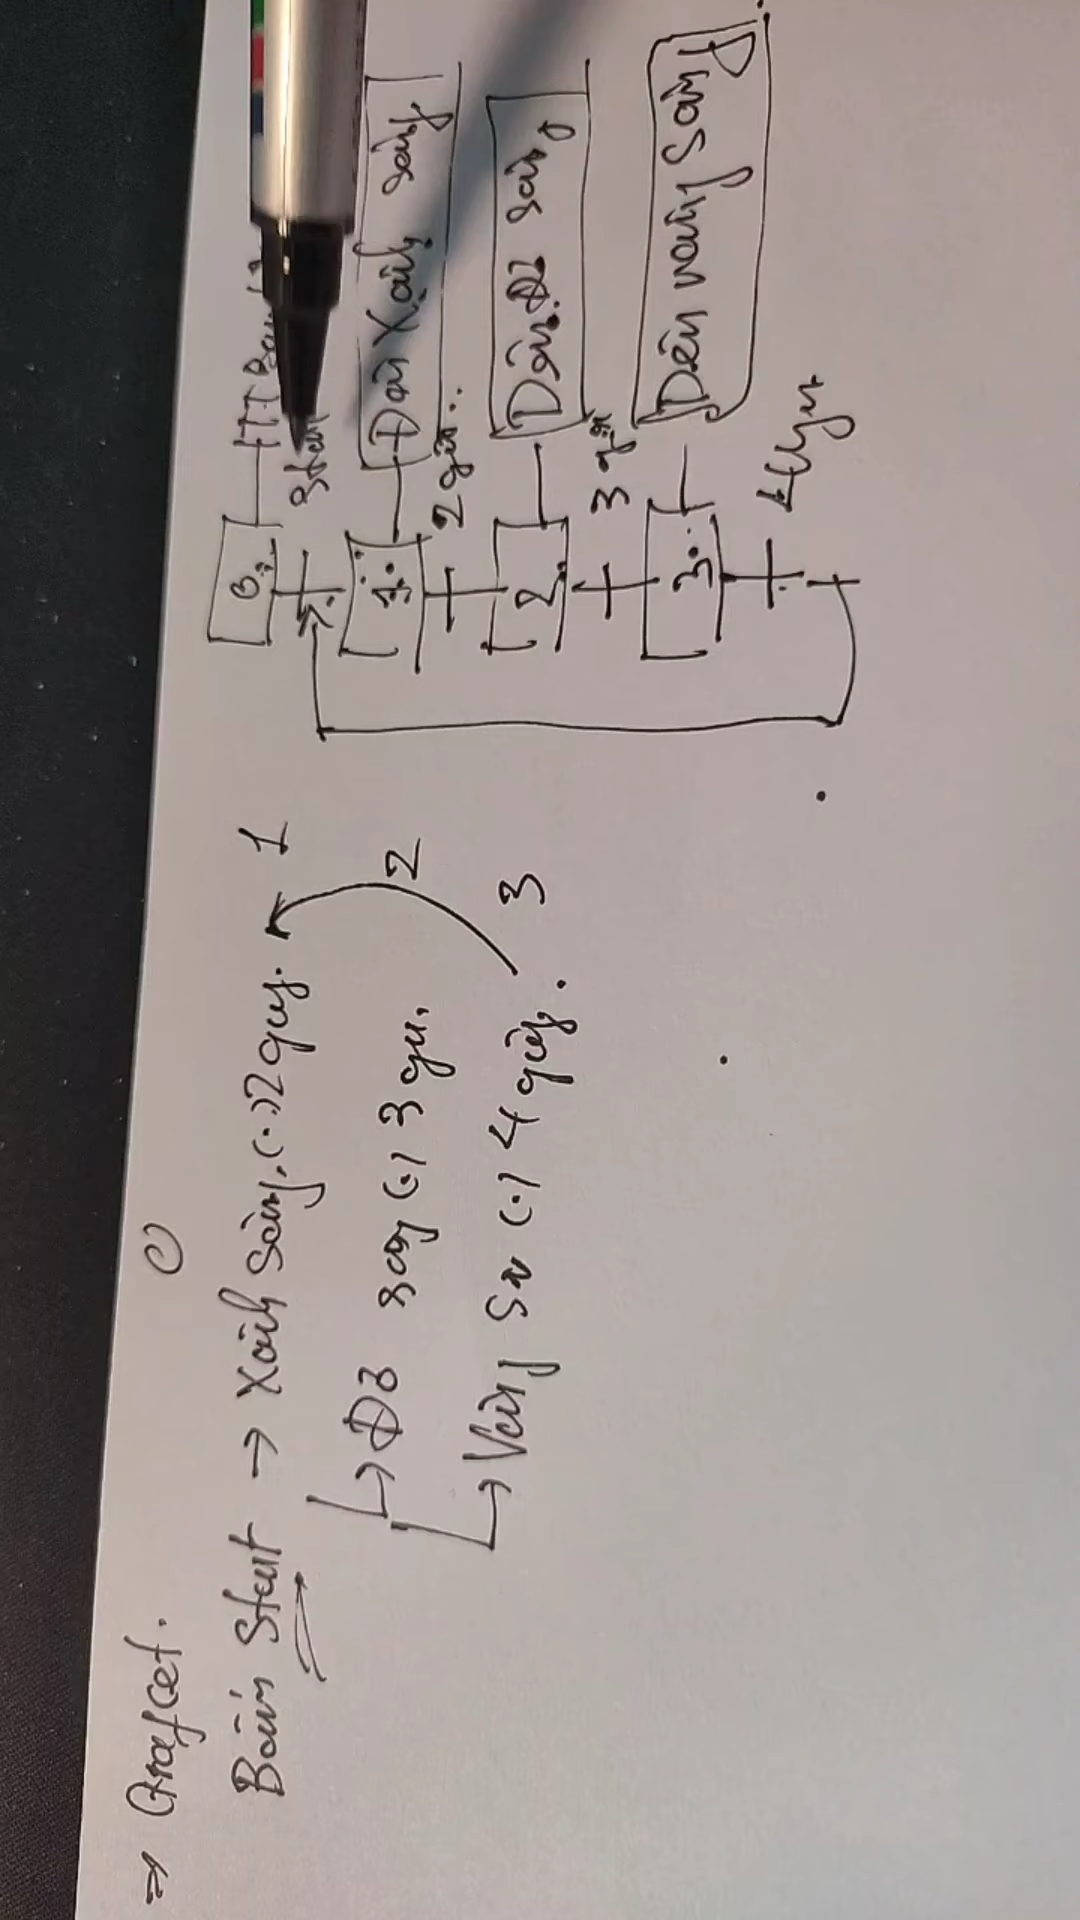 ⇒ Grafcet.
Bấm Start → Xanh sáng (.) 2 giây. 1
↳ Đỏ sáng (.) 3 giây. 2
↳ Vàng sáng (.) 4 giây. 3
0
Start
1. Đèn Xanh sáng
2 giây
2. Đèn Đỏ sáng
3 giây
3. Đèn vàng sáng
4 giây